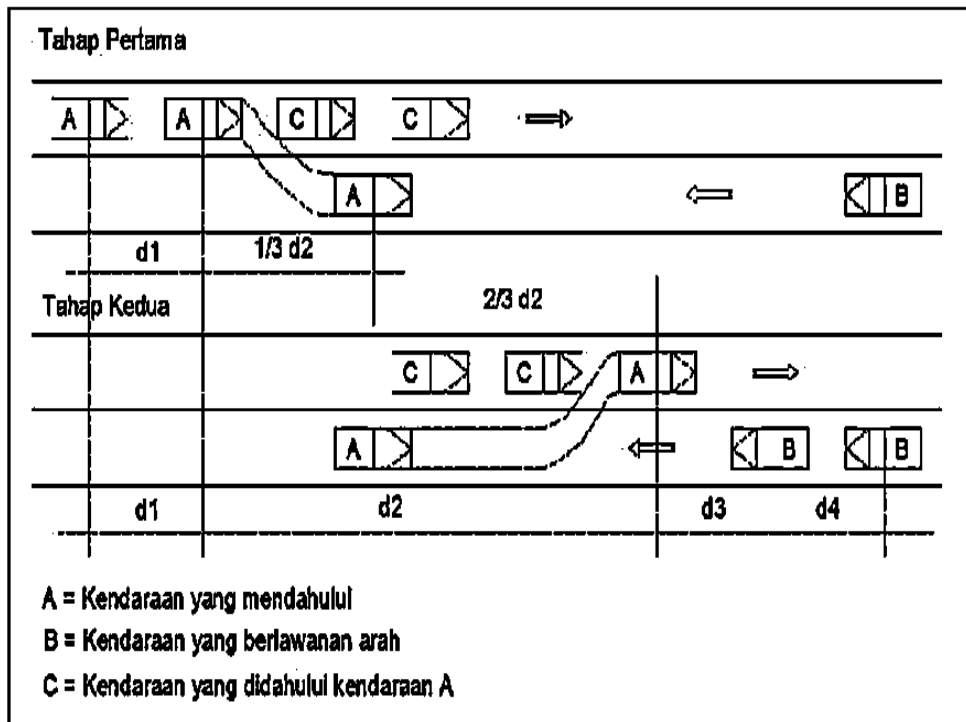 Tahap Pertama
A A C C
A B
d1 1/3 d2
Tahap Kedua 2/3 d2
C C A
A B B
d1 d2 d3 d4
A = Kendaraan yang mendahului
B = Kendaraan yang berlawanan arah
C = Kendaraan yang didahului kendaraan A